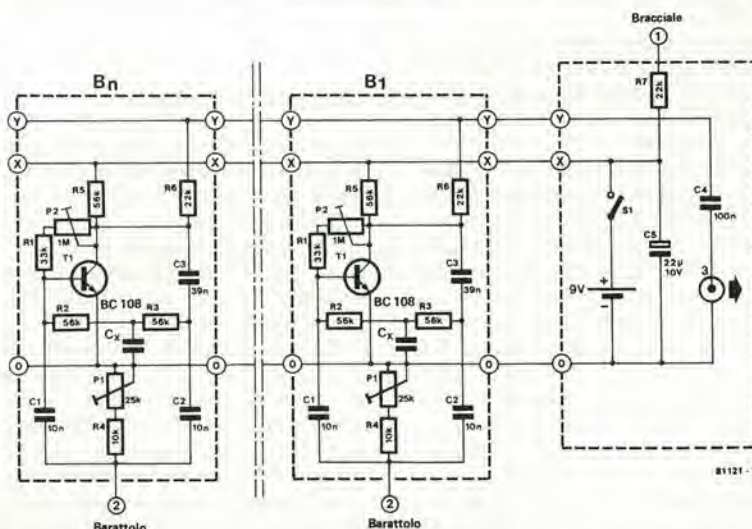 Bracciale
1
Bn
B1
R7
22k
Y
Y
Y
Y
Y
X
X
X
X
X
R5
56k
R6
22k
P2
1M
R1
33k
T1
BC 108
C3
39n
R2
56k
R3
56k
CX
0
0
P1
25k
C1
10n
R4
10k
C2
10n
2
Barattolo
R5
56k
R6
22k
P2
1M
R1
33k
T1
BC 108
C3
39n
R2
56k
R3
56k
CX
0
0
P1
25k
C1
10n
R4
10k
C2
10n
2
Barattolo
S1
C4
100n
C5
22µ
10V
9V
+
-
3
0
81121 -